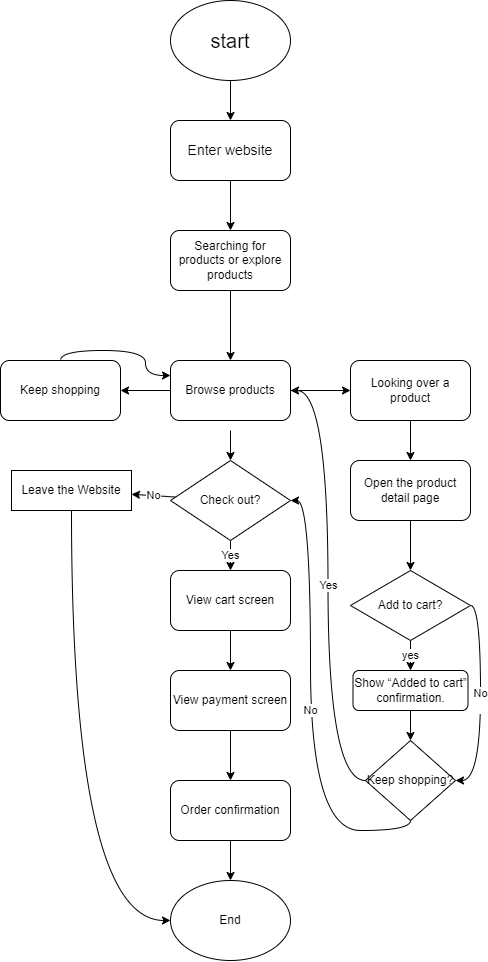 start
Enter website
Searching for
products or explore
products
Keep shopping
Browse products
Looking over a
product
Leave the Website
No
Check out?
Open the product
detail page
Yes
Yes
View cart screen
Add to cart?
yes
No
View payment screen
Show “Added to cart”
confirmation.
No
Keep shopping?
Order confirmation
End